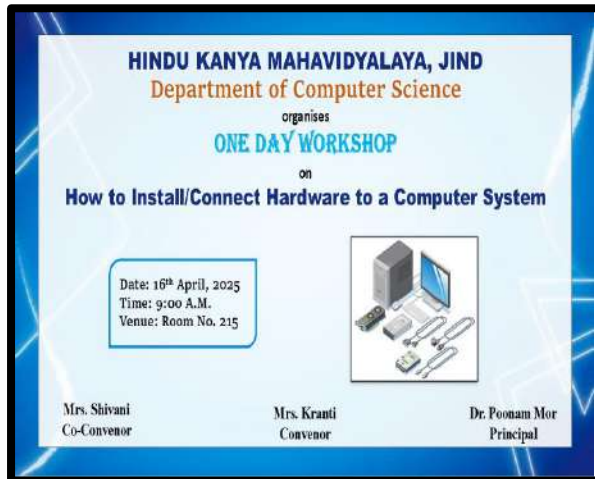 HINDU KANYA MAHAVIDYALAYA, JIND
Department of Computer Science
organises
ONE DAY WORKSHOP
on
How to Install/Connect Hardware to a Computer System
Date: 16th April, 2025
Time: 9:00 A.M.
Venue: Room No. 215
Mrs. Shivani
Co-Convenor
Mrs. Kranti
Convenor
Dr. Poonam Mor
Principal